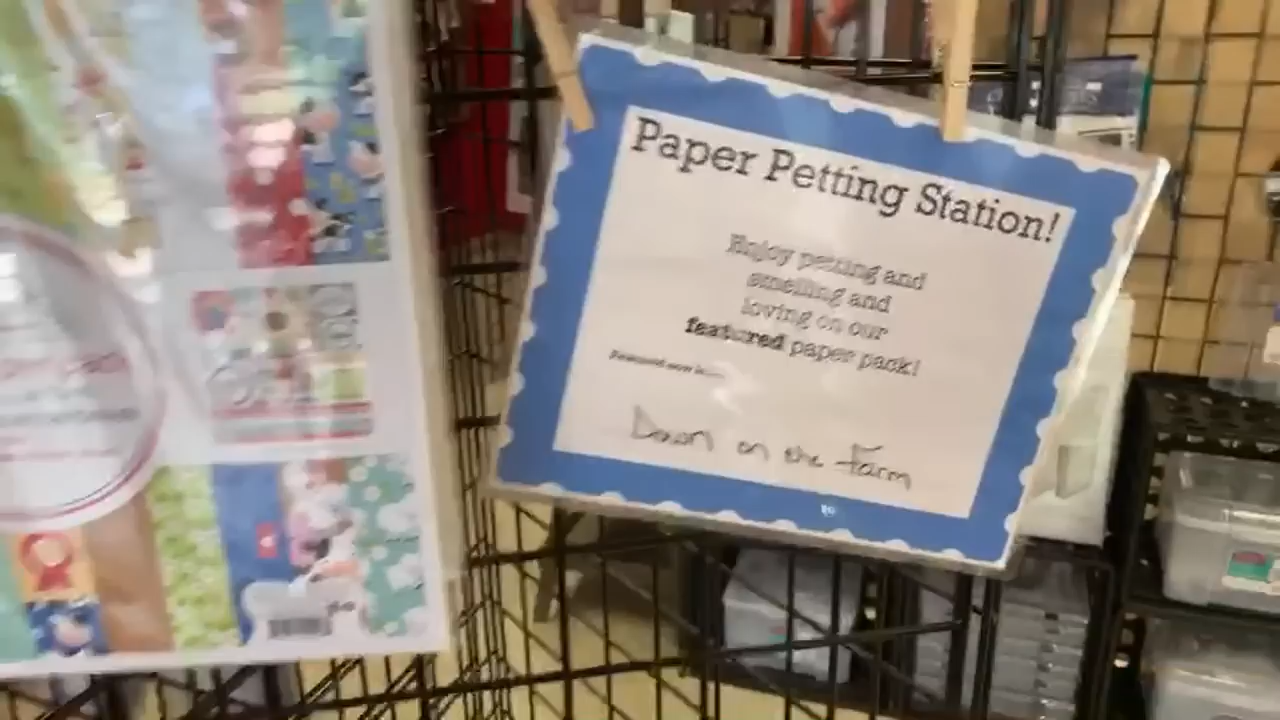 Paper Petting Station!
Enjoy petting and
smelling and
loving on our
featured paper pack!
Featured now is.....
Down on the Farm